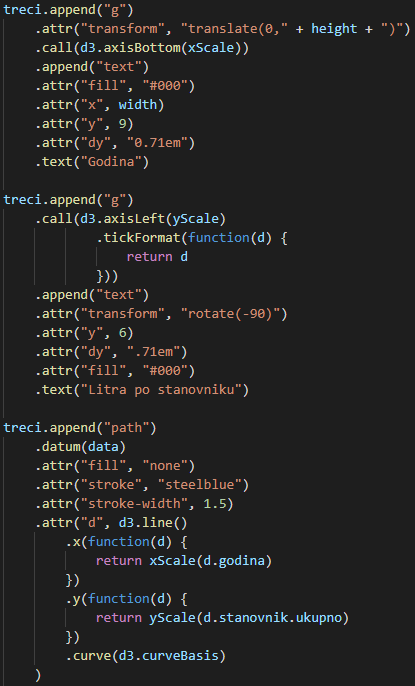 treci.append("g")
    .attr("transform", "translate(0," + height + ")")
    .call(d3.axisBottom(xScale))
    .append("text")
    .attr("fill", "#000")
    .attr("x", width)
    .attr("y", 9)
    .attr("dy", "0.71em")
    .text("Godina")

treci.append("g")
    .call(d3.axisLeft(yScale)
            .tickFormat(function(d) {
                return d
            }))
    .append("text")
    .attr("transform", "rotate(-90)")
    .attr("y", 6)
    .attr("dy", ".71em")
    .attr("fill", "#000")
    .text("Litra po stanovniku")

treci.append("path")
    .datum(data)
    .attr("fill", "none")
    .attr("stroke", "steelblue")
    .attr("stroke-width", 1.5)
    .attr("d", d3.line()
        .x(function(d) {
            return xScale(d.godina)
        })
        .y(function(d) {
            return yScale(d.stanovnik.ukupno)
        })
        .curve(d3.curveBasis)
    )